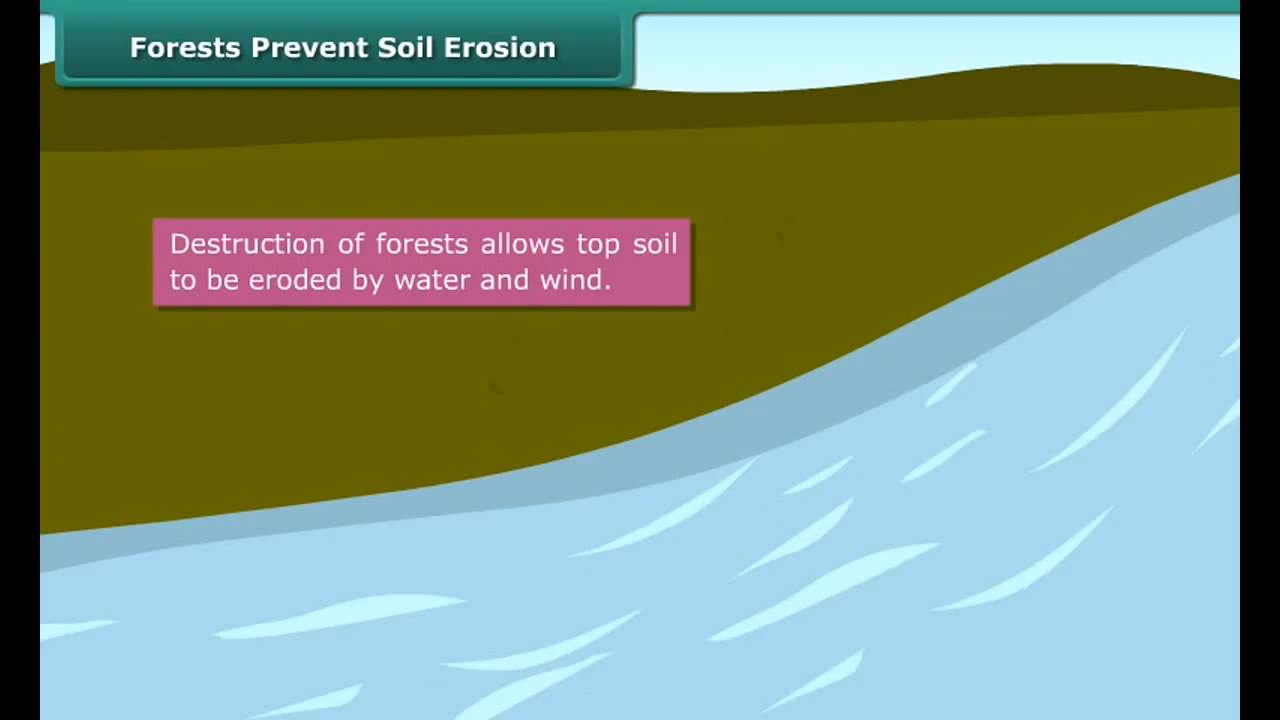 Forests Prevent Soil Erosion
Destruction of forests allows top soil
to be eroded by water and wind.